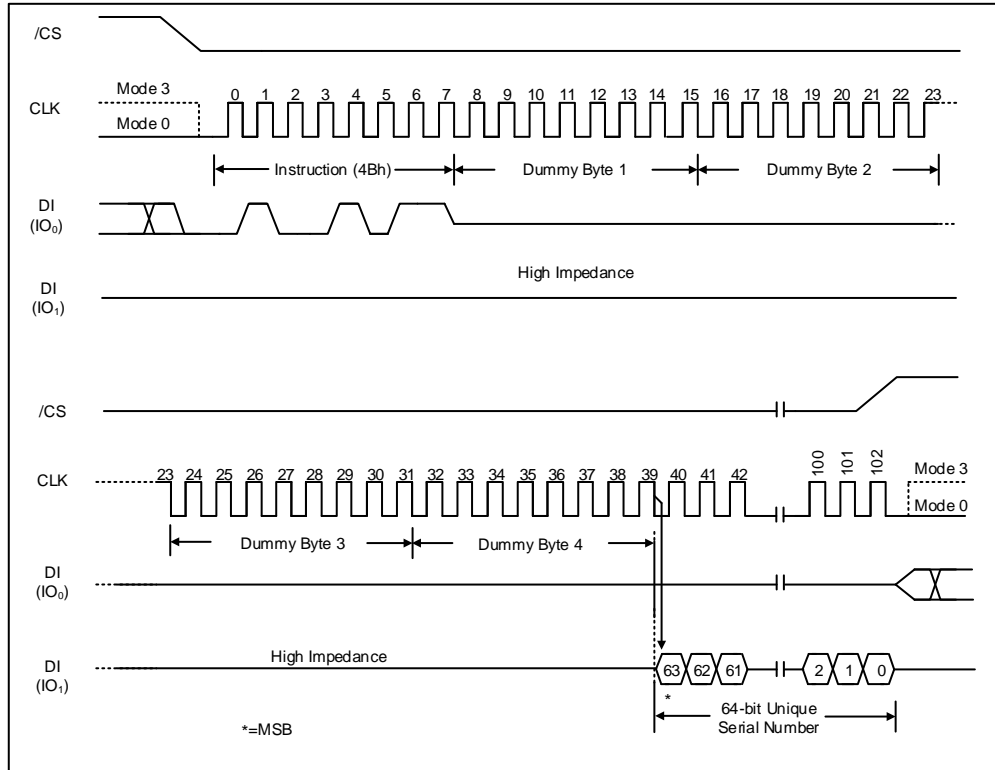 /CS
Mode 3
CLK
Mode 0
0 1 2 3 4 5 6 7 8 9 10 11 12 13 14 15 16 17 18 19 20 21 22 23
Instruction (4Bh) Dummy Byte 1 Dummy Byte 2
DI
(IO0)
High Impedance
DI
(IO1)
/CS
CLK
23 24 25 26 27 28 29 30 31 32 33 34 35 36 37 38 39 40 41 42 100 101 102
Mode 3
Mode 0
Dummy Byte 3 Dummy Byte 4
DI
(IO0)
DI
(IO1)
High Impedance
63 62 61 2 1 0
*
64-bit Unique
Serial Number
*=MSB